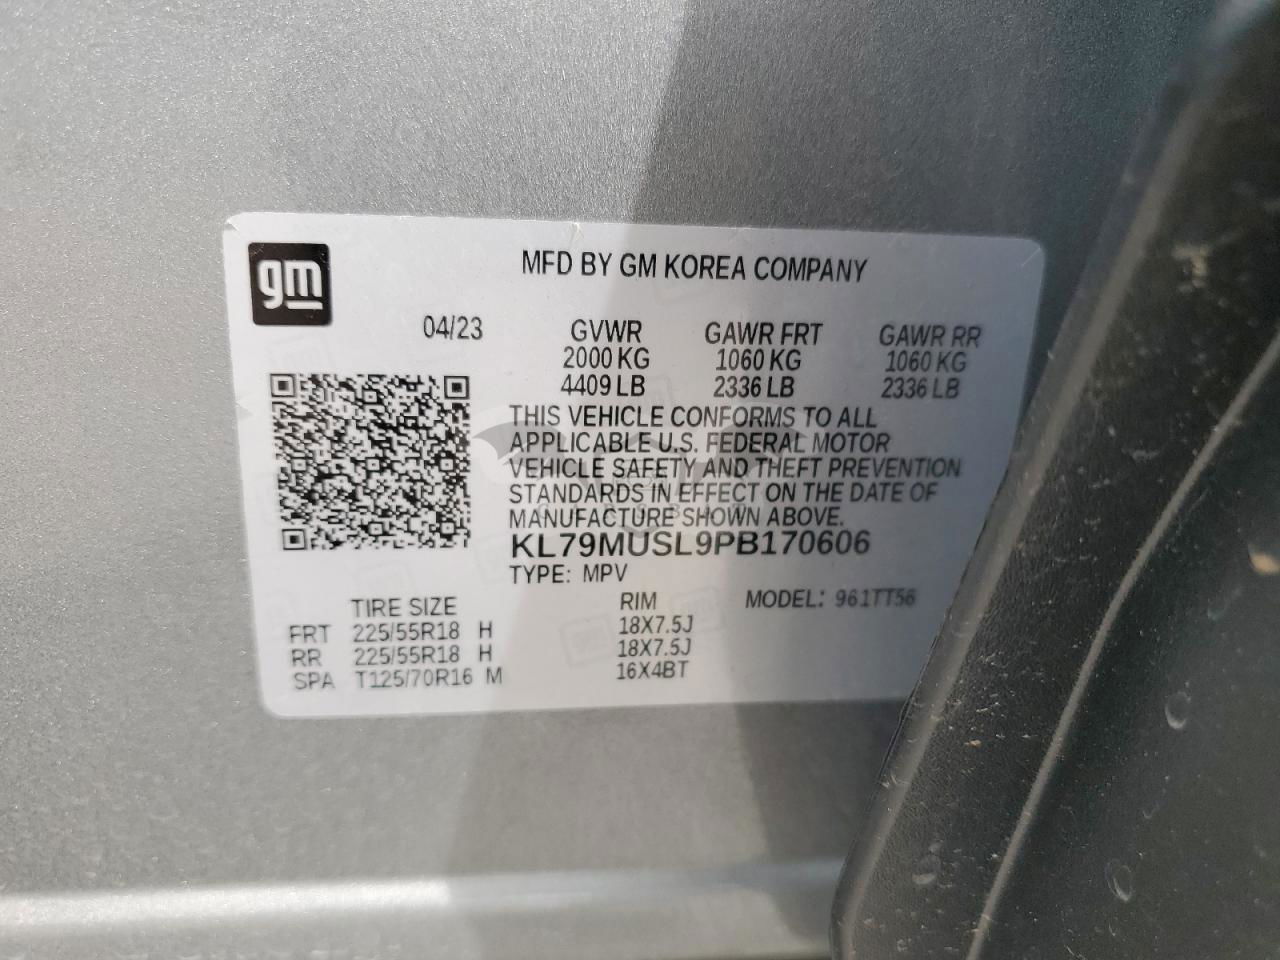 gm
MFD BY GM KOREA COMPANY
04/23 GVWR GAWR FRT GAWR RR
2000 KG 1060 KG 1060 KG
4409 LB 2336 LB 2336 LB
THIS VEHICLE CONFORMS TO ALL
APPLICABLE U.S. FEDERAL MOTOR
VEHICLE SAFETY AND THEFT PREVENTION
STANDARDS IN EFFECT ON THE DATE OF
MANUFACTURE SHOWN ABOVE.
KL79MUSL9PB170606
TYPE: MPV
TIRE SIZE RIM MODEL: 961TT56
FRT 225/55R18 H 18X7.5J
RR 225/55R18 H 18X7.5J
SPA T125/70R16 M 16X4BT